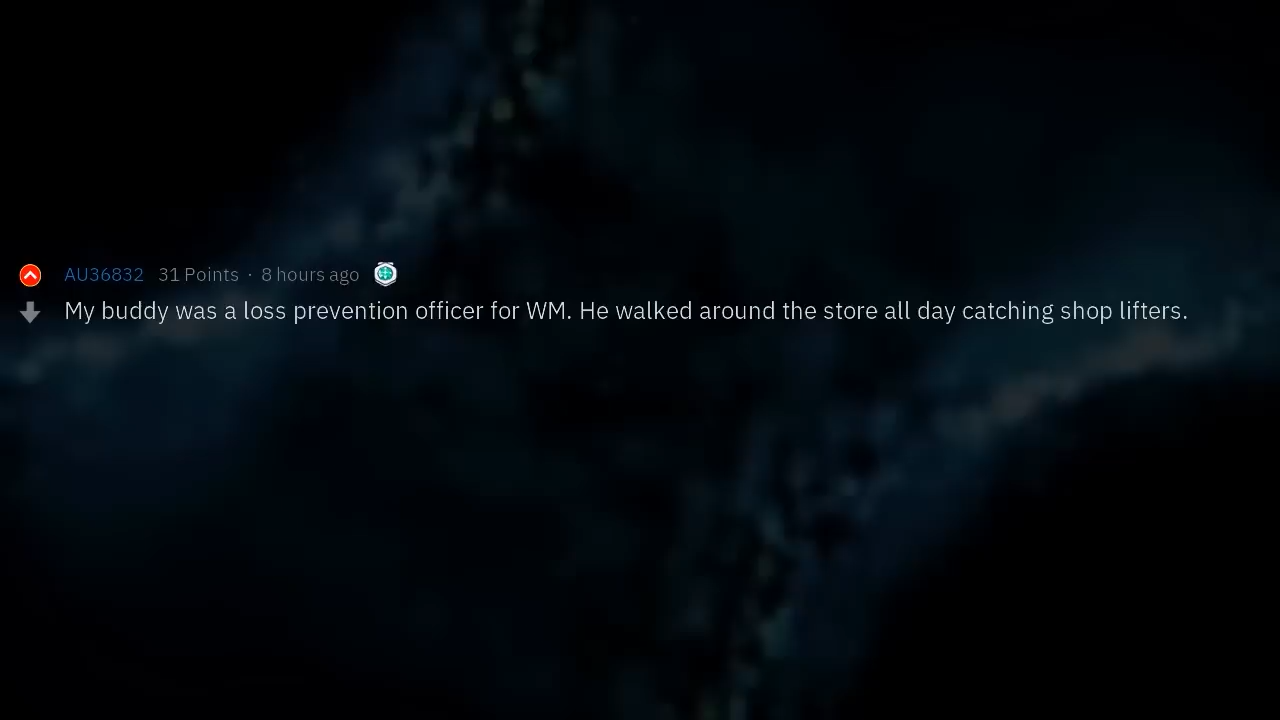 AU36832 31 Points · 8 hours ago
My buddy was a loss prevention officer for WM. He walked around the store all day catching shop lifters.